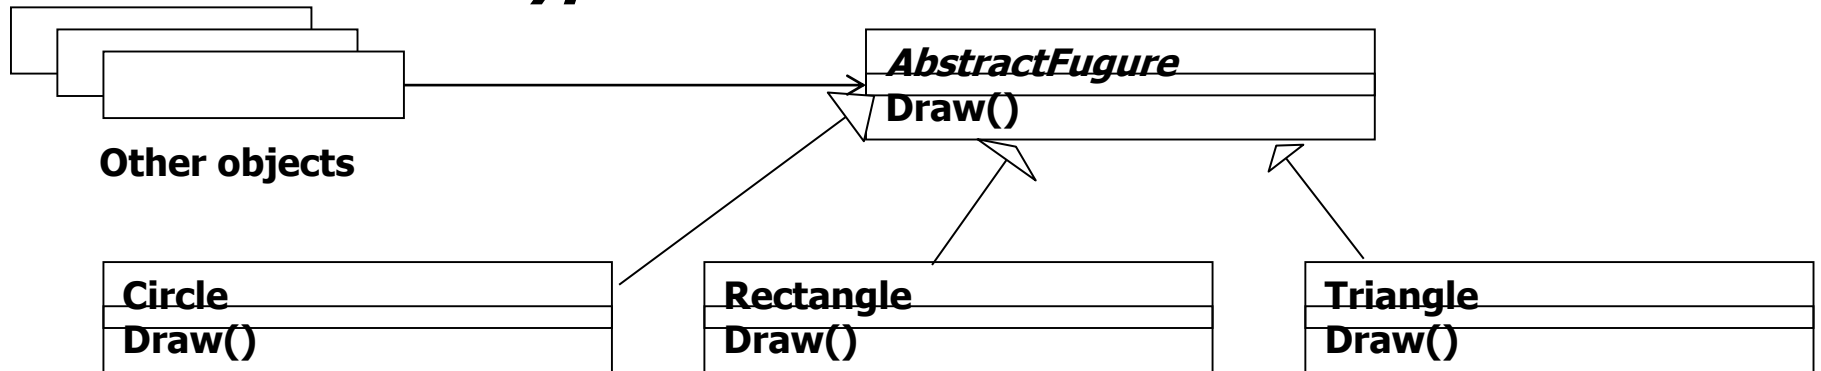 AbstractFugure
Draw()
Other objects
Circle
Draw()
Rectangle
Draw()
Triangle
Draw()